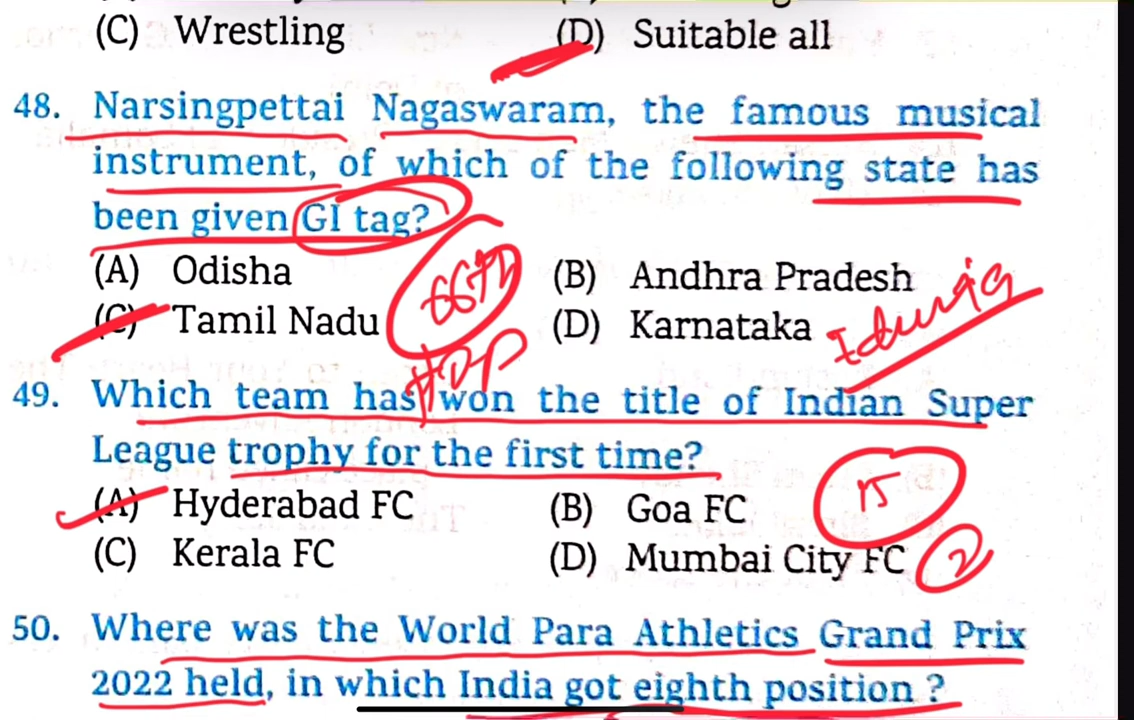 (C) Wrestling (D) Suitable all
48. Narsingpettai Nagaswaram, the famous musical
instrument, of which of the following state has
been given GI tag?
(A) Odisha (B) Andhra Pradesh
66th
(C) Tamil Nadu (D) Karnataka
49. Which team has won the title of Indian Super
League trophy for the first time?
(A) Hyderabad FC (B) Goa FC
15
(C) Kerala FC (D) Mumbai City FC 2
50. Where was the World Para Athletics Grand Prix
2022 held, in which India got eighth position ?